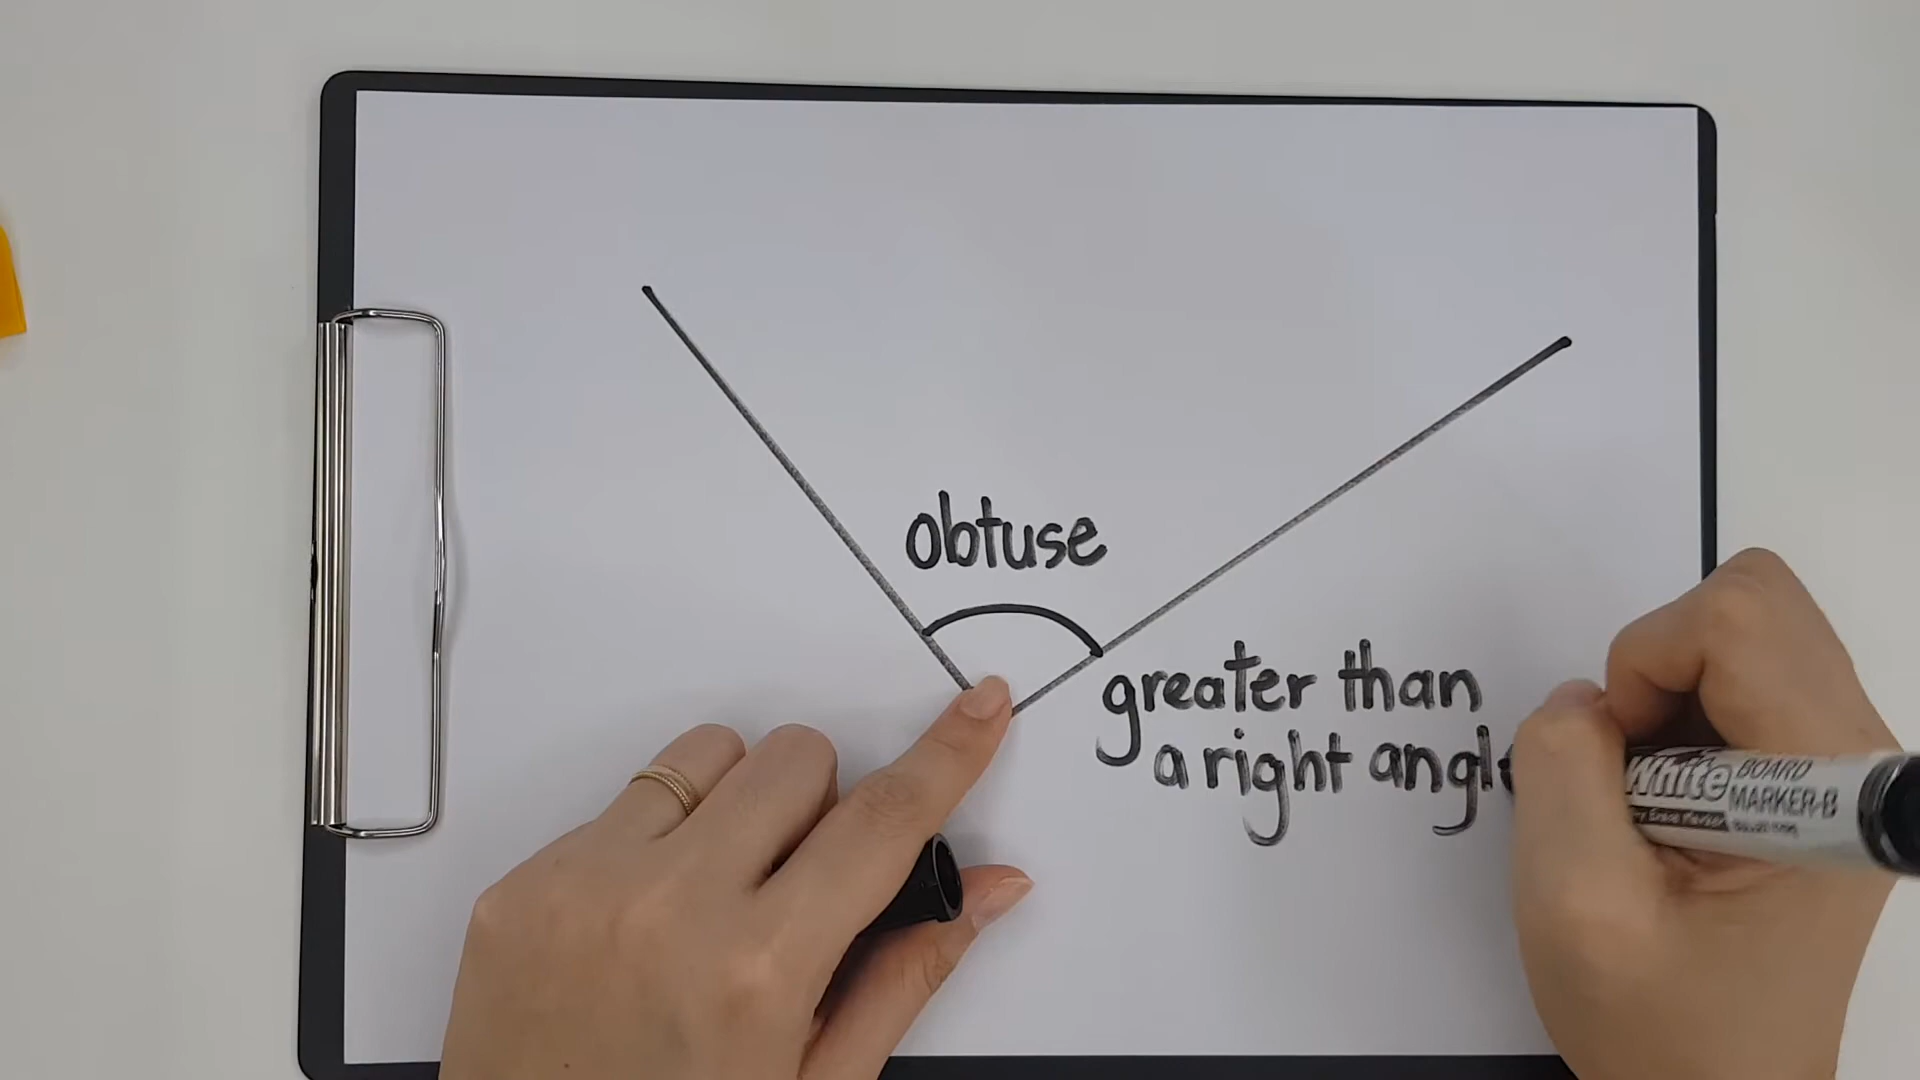 obtuse
greater than
a right angle
White BOARD
MARKER-B